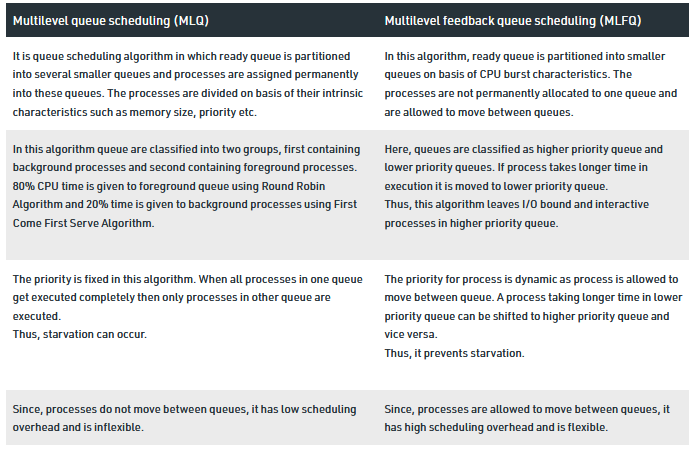 Multilevel queue scheduling (MLQ)
Multilevel feedback queue scheduling (MLFQ)
It is queue scheduling algorithm in which ready queue is partitioned
into several smaller queues and processes are assigned permanently
into these queues. The processes are divided on basis of their intrinsic
characteristics such as memory size, priority etc.
In this algorithm, ready queue is partitioned into smaller
queues on basis of CPU burst characteristics. The
processes are not permanently allocated to one queue and
are allowed to move between queues.
In this algorithm queue are classified into two groups, first containing
background processes and second containing foreground processes.
80% CPU time is given to foreground queue using Round Robin
Algorithm and 20% time is given to background processes using First
Come First Serve Algorithm.
Here, queues are classified as higher priority queue and
lower priority queues. If process takes longer time in
execution it is moved to lower priority queue.
Thus, this algorithm leaves I/O bound and interactive
processes in higher priority queue.
The priority is fixed in this algorithm. When all processes in one queue
get executed completely then only processes in other queue are
executed.
Thus, starvation can occur.
The priority for process is dynamic as process is allowed to
move between queue. A process taking longer time in lower
priority queue can be shifted to higher priority queue and
vice versa.
Thus, it prevents starvation.
Since, processes do not move between queues, it has low scheduling
overhead and is inflexible.
Since, processes are allowed to move between queues, it
has high scheduling overhead and is flexible.